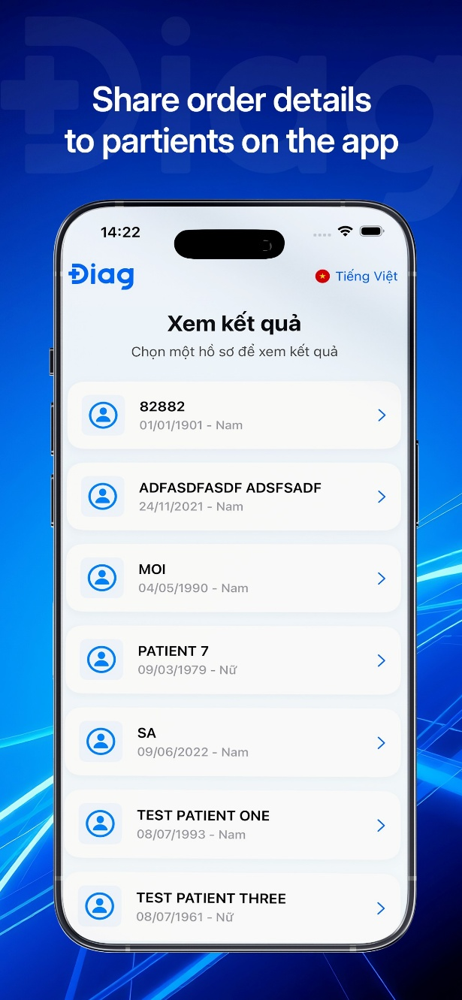 Diag
Share order details
to partients on the app
14:22
Diag
Tiếng Việt
Xem kết quả
Chọn một hồ sơ để xem kết quả
82882
01/01/1901 - Nam
ADFASDFASDF ADSFSADF
24/11/2021 - Nam
MOI
04/05/1990 - Nam
PATIENT 7
09/03/1979 - Nữ
SA
09/06/2022 - Nam
TEST PATIENT ONE
08/07/1993 - Nam
TEST PATIENT THREE
08/07/1961 - Nữ